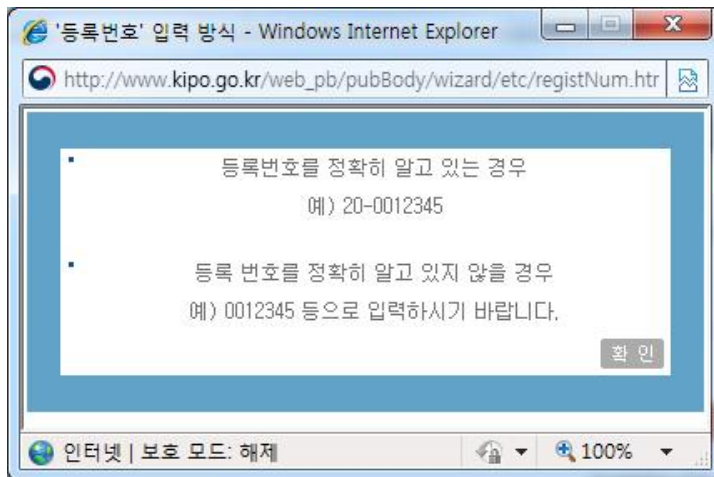 '등록번호' 입력 방식 - Windows Internet Explorer
http://www.kipo.go.kr/web_pb/pubBody/wizard/etc/registNum.htr
등록번호를 정확히 알고 있는 경우
예) 20-0012345
등록 번호를 정확히 알고 있지 않을 경우
예) 0012345 등으로 입력하시기 바랍니다.
확 인
인터넷 | 보호 모드: 해제
100%